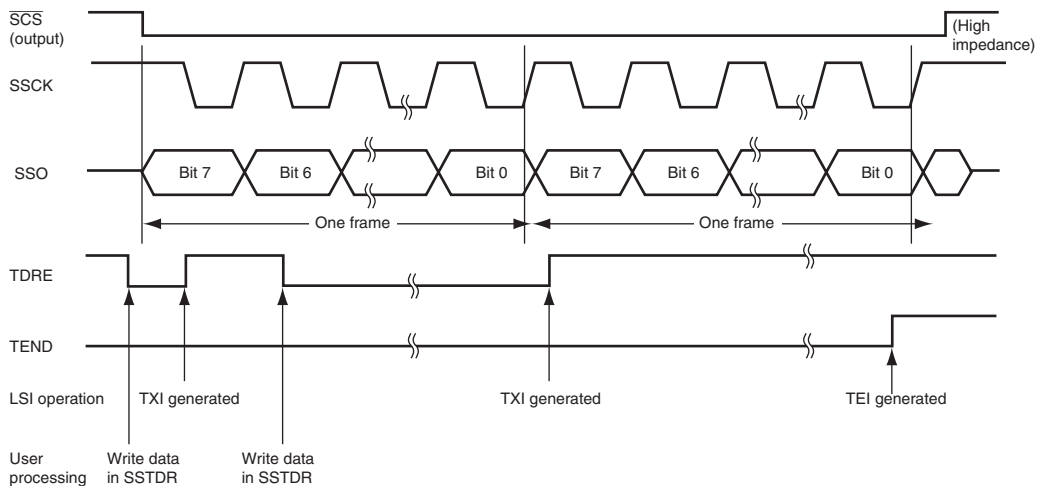 SCS
(output)
(High
impedance)
SSCK
SSO
Bit 7
Bit 6
Bit 0
Bit 7
Bit 6
Bit 0
One frame
One frame
TDRE
TEND
LSI operation
TXI generated
TXI generated
TEI generated
User
processing
Write data
in SSTDR
Write data
in SSTDR